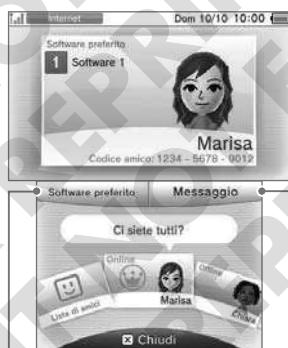 Internet Dom 10/10 10:00
Software preferito
1 Software 1
Marisa
Codice amico: 1234 - 5678 - 9012
Software preferito Messaggio
Ci siete tutti?
Online Online
Lista di amici Marisa Chiara
X Chiudi